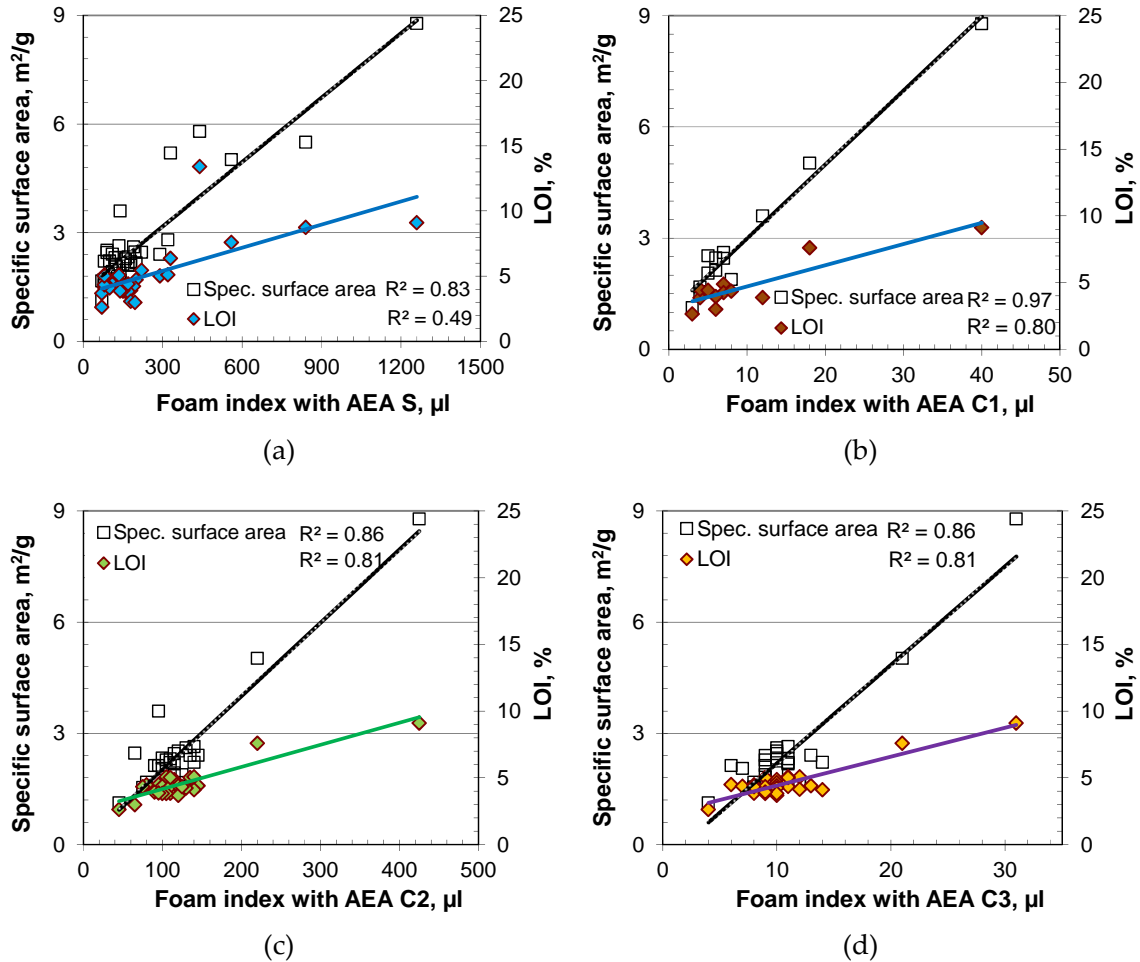 Specific surface area, m²/g
9
6
3
0
25
20
15
10
5
0
LOI, %
Spec. surface area R² = 0.83
LOI R² = 0.49
0 300 600 900 1200 1500
Foam index with AEA S, µl
(a)
Specific surface area, m²/g
9
6
3
0
25
20
15
10
5
0
LOI, %
Spec. surface area R² = 0.97
LOI R² = 0.80
0 10 20 30 40 50
Foam index with AEA C1, µl
(b)
Specific surface area, m²/g
9
6
3
0
25
20
15
10
5
0
LOI, %
Spec. surface area R² = 0.86
LOI R² = 0.81
0 100 200 300 400 500
Foam index with AEA C2, µl
(c)
Specific surface area, m²/g
9
6
3
0
25
20
15
10
5
0
LOI, %
Spec. surface area R² = 0.86
LOI R² = 0.81
0 10 20 30
Foam index with AEA C3, µl
(d)